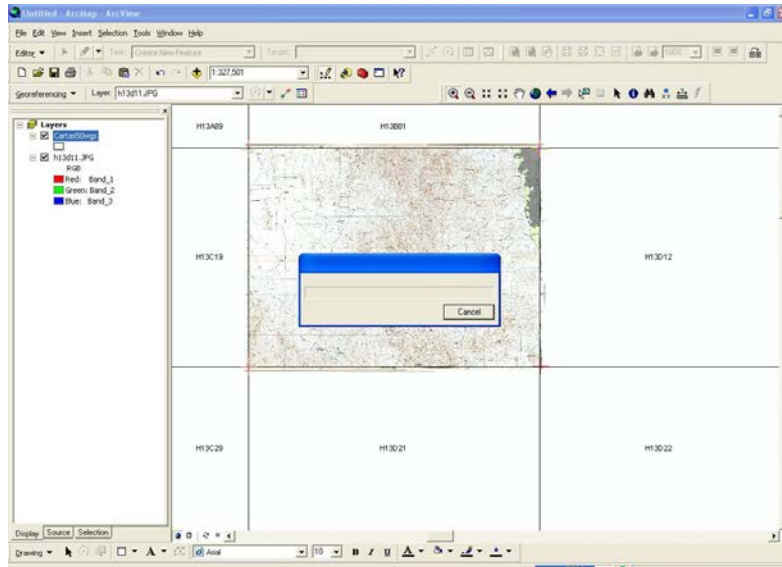 Untitled - ArcMap - ArcView
File Edit View Insert Selection Tools Window Help
Editor Task: Create New Feature Target:
1:327,501
Georeferencing Layer: h13d11.JPG
Layers
Cartas50wgs
h13d11.JPG
RGB
Red: Band_1
Green: Band_2
Blue: Band_3
H13A09 H13B01
H13C19 H13D12
Cancel
H13C29 H13D21 H13D22
Display Source Selection
Drawing A Arial 10 B I U A